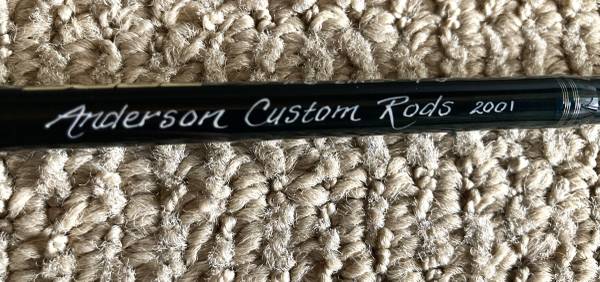 Anderson Custom Rods 2001